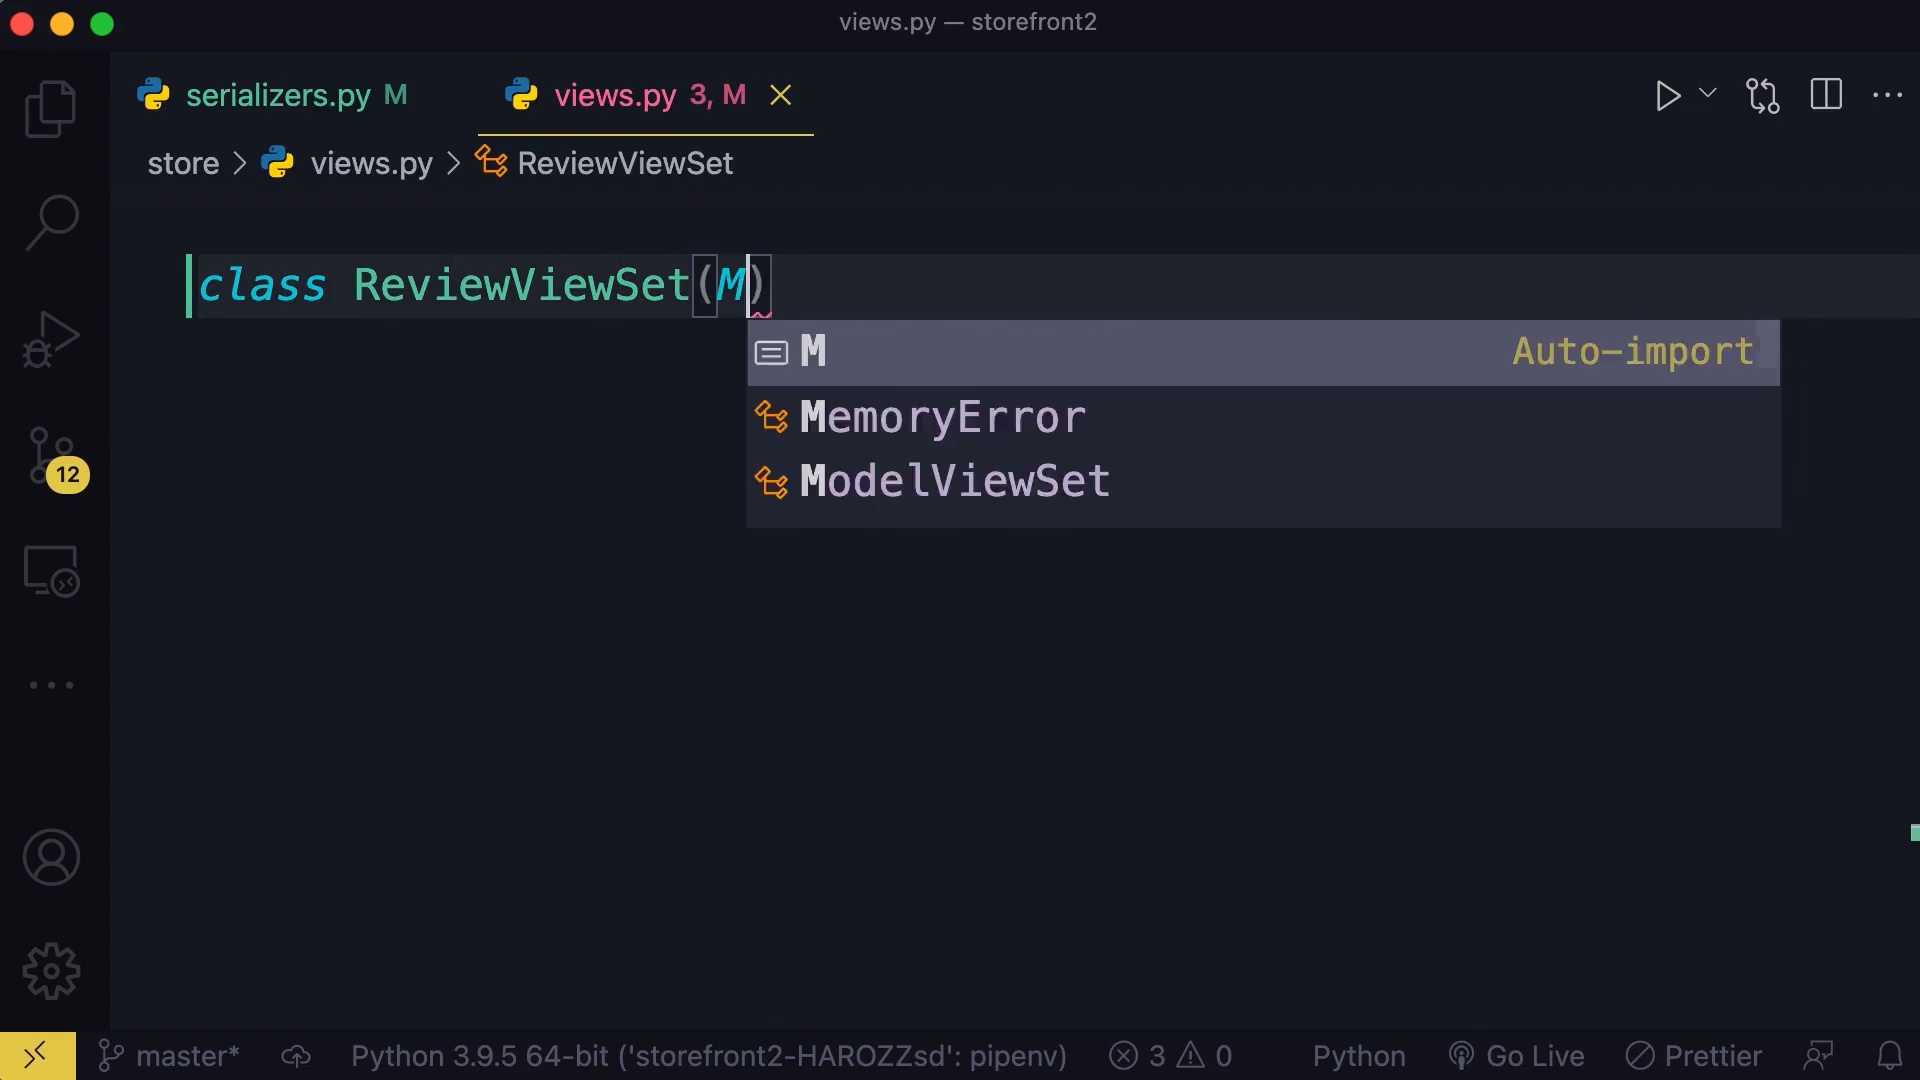 views.py — storefront2
serializers.py M
views.py 3, M
store > views.py > ReviewViewSet
class ReviewViewSet(M)
M Auto-import
MemoryError
ModelViewSet
12
master* Python 3.9.5 64-bit ('storefront2-HAROZZsd': pipenv) 3 0 Python Go Live Prettier